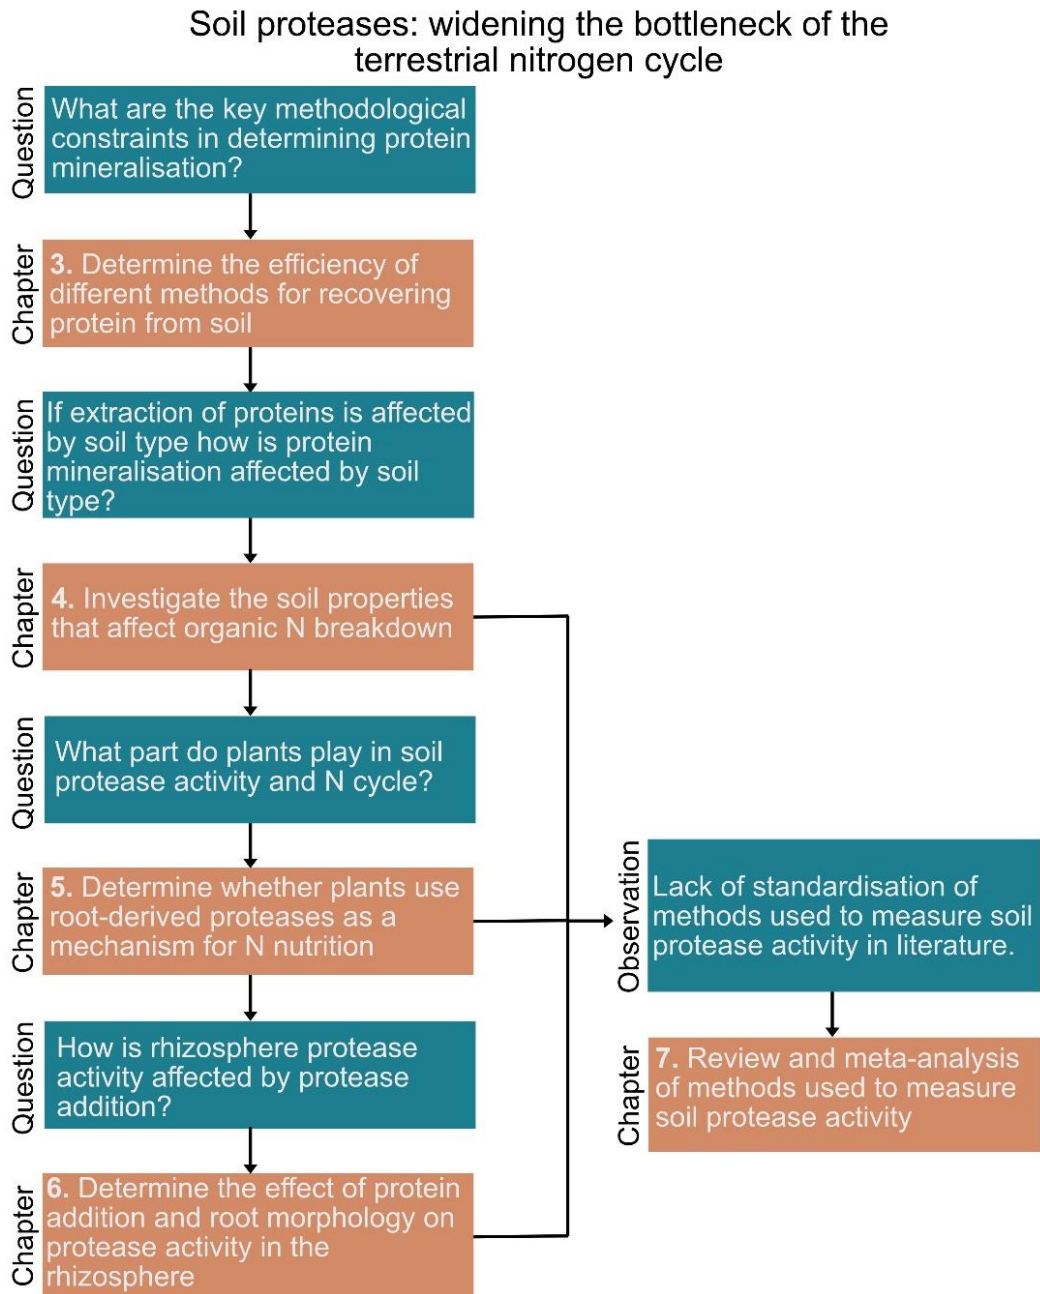 Soil proteases: widening the bottleneck of the
terrestrial nitrogen cycle
Question
What are the key methodological
constraints in determining protein
mineralisation?
Chapter
3. Determine the efficiency of
different methods for recovering
protein from soil
Question
If extraction of proteins is affected
by soil type how is protein
mineralisation affected by soil
type?
Chapter
4. Investigate the soil properties
that affect organic N breakdown
Question
What part do plants play in soil
protease activity and N cycle?
Chapter
5. Determine whether plants use
root-derived proteases as a
mechanism for N nutrition
Question
How is rhizosphere protease
activity affected by protease
addition?
Chapter
6. Determine the effect of protein
addition and root morphology on
protease activity in the
rhizosphere
Observation
Lack of standardisation of
methods used to measure soil
protease activity in literature.
Chapter
7. Review and meta-analysis
of methods used to measure
soil protease activity